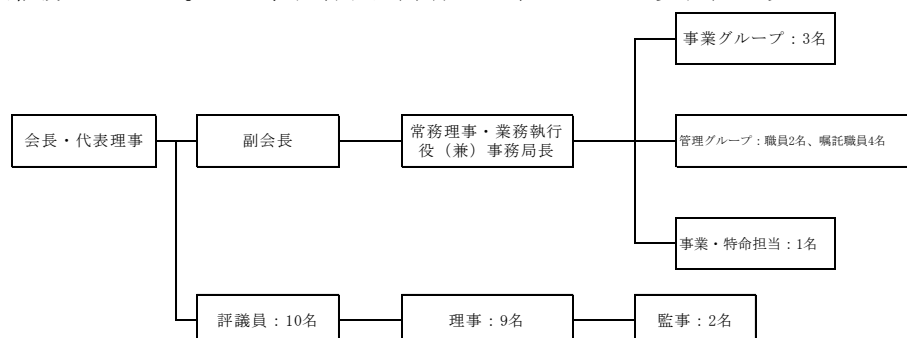 事業グループ：3名
会長・代表理事
副会長
常務理事・業務執行
役（兼）事務局長
管理グループ：職員2名、嘱託職員4名
事業・特命担当：1名
評議員：10名
理事：9名
監事：2名